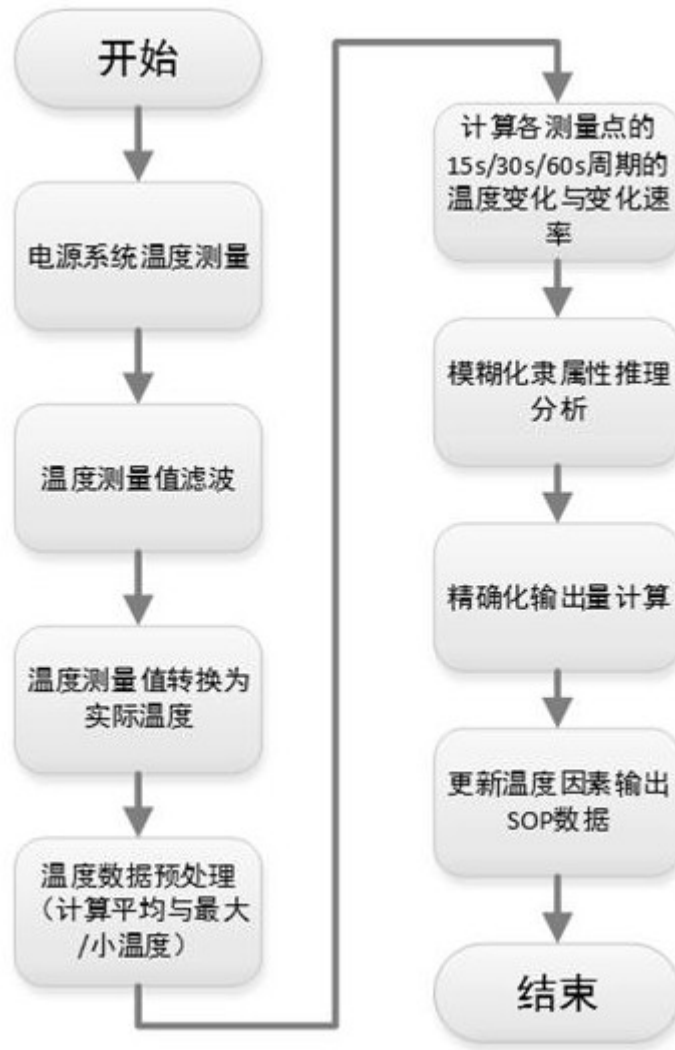 开始
电源系统温度测量
温度测量值滤波
温度测量值转换为
实际温度
温度数据预处理
（计算平均与最大
/小温度）
计算各测量点的
15s/30s/60s周期的
温度变化与变化速
率
模糊化隶属性推理
分析
精确化输出量计算
更新温度因素输出
SOP数据
结束